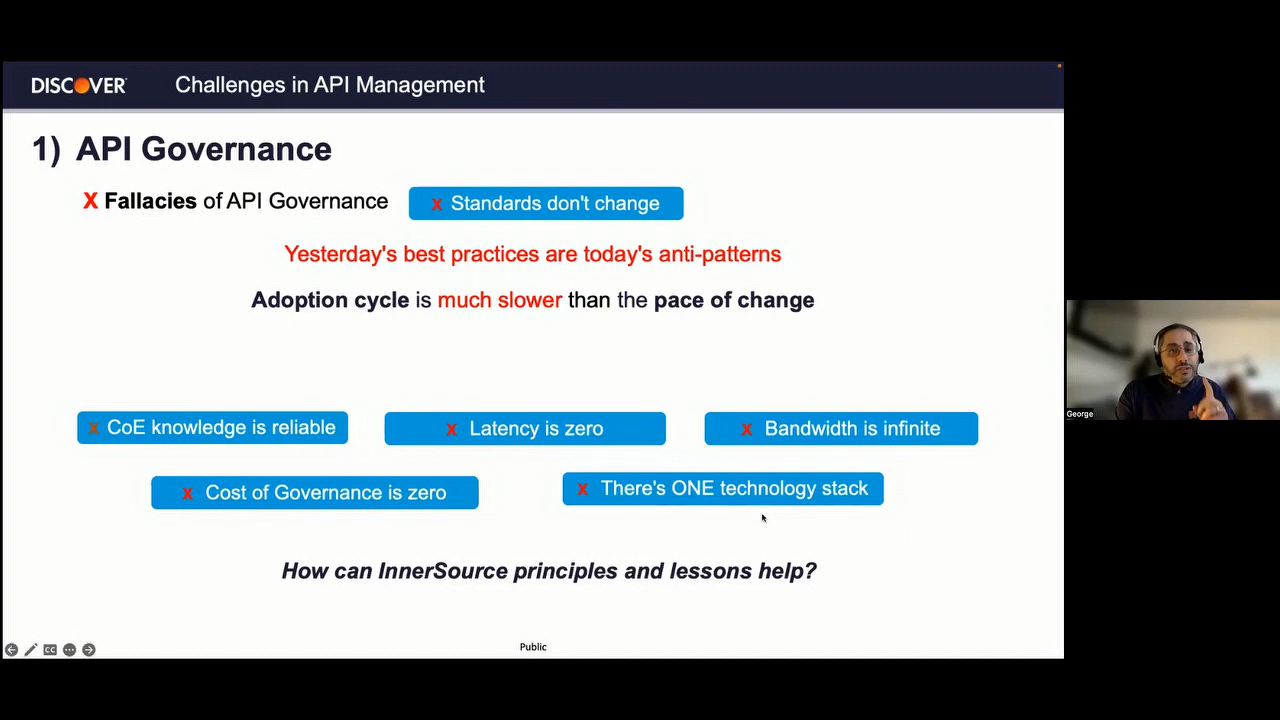 DISCOVER
Challenges in API Management
1) API Governance
X Fallacies of API Governance
x Standards don't change
Yesterday's best practices are today's anti-patterns
Adoption cycle is much slower than the pace of change
x CoE knowledge is reliable
x Latency is zero
x Bandwidth is infinite
x Cost of Governance is zero
x There's ONE technology stack
How can InnerSource principles and lessons help?
CC
Public
George